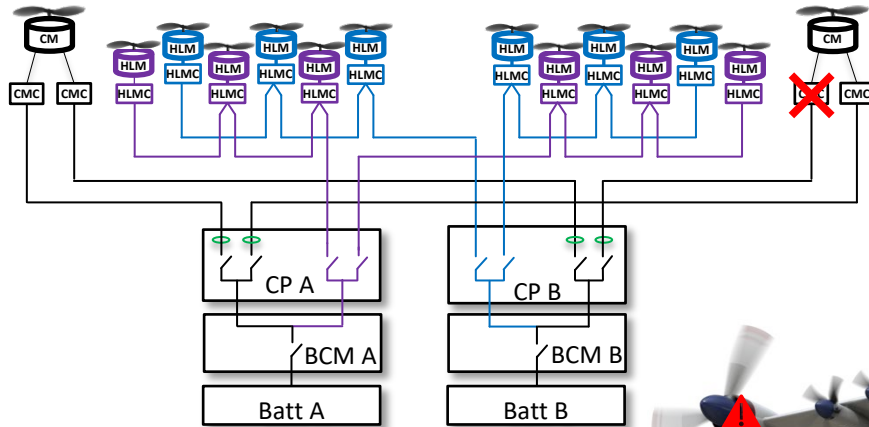 CM HLM HLM HLM HLM HLM HLM CM
HLM HLM HLM HLM HLM HLM
HLMC HLMC HLMC HLMC HLMC HLMC
CMC CMC HLMC HLMC HLMC HLMC HLMC HLMC CMC CMC
CP A CP B
BCM A BCM B
Batt A Batt B
!